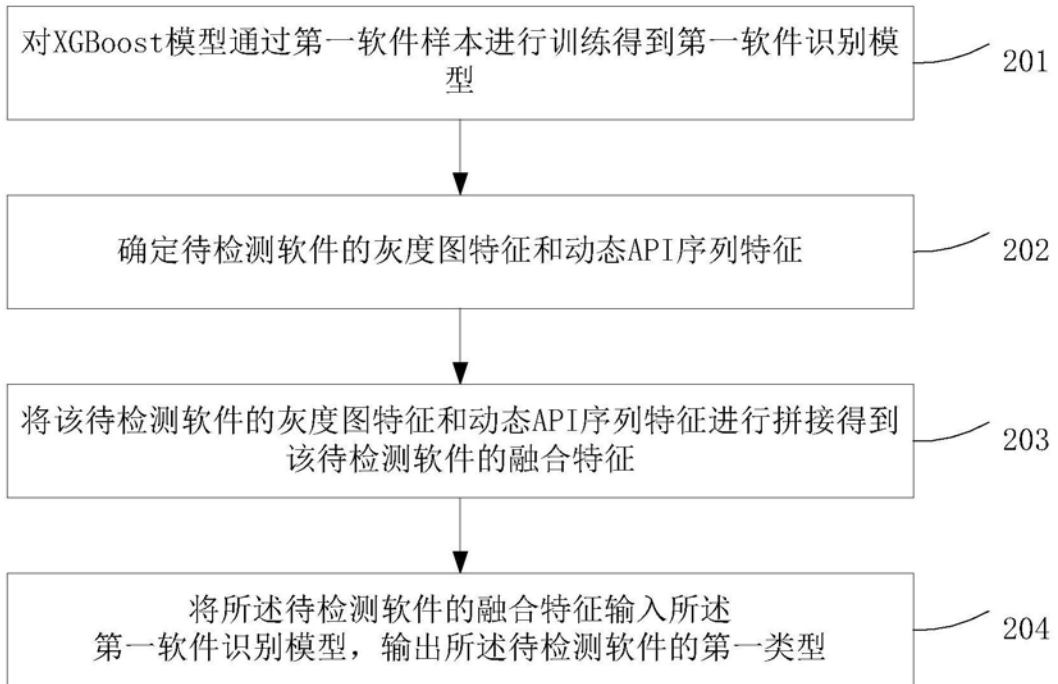 对XGBoost模型通过第一软件样本进行训练得到第一软件识别模
型
201
确定待检测软件的灰度图特征和动态API序列特征
202
将该待检测软件的灰度图特征和动态API序列特征进行拼接得到
该待检测软件的融合特征
203
将所述待检测软件的融合特征输入所述
第一软件识别模型，输出所述待检测软件的第一类型
204